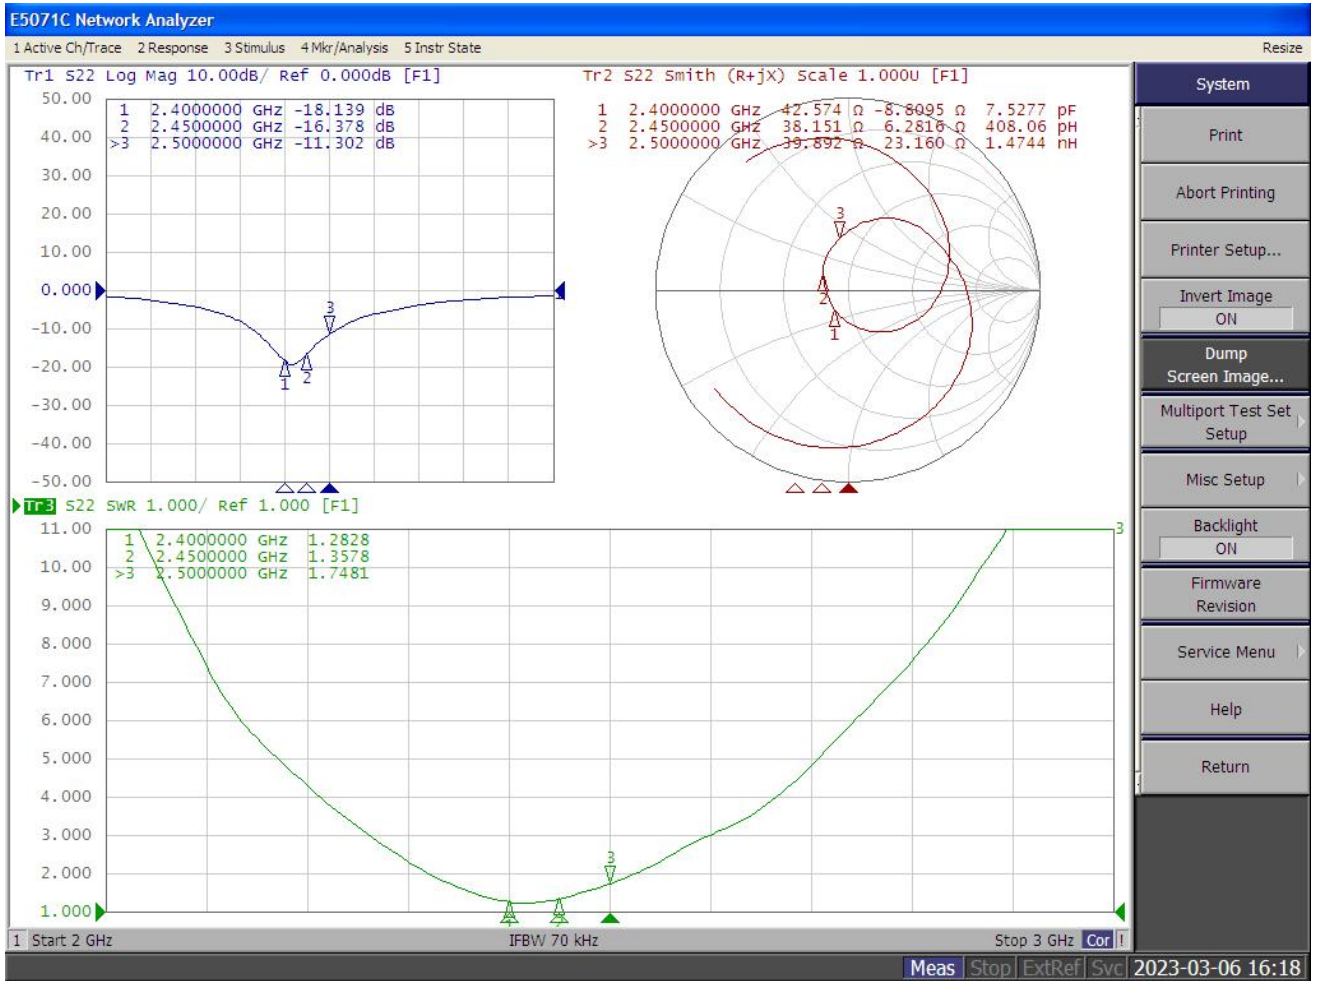 E5071C Network Analyzer
1 Active Ch/Trace 2 Response 3 Stimulus 4 Mkr/Analysis 5 Instr State Resize
Tr1 S22 Log Mag 10.00dB/ Ref 0.000dB [F1]
50.00
40.00
30.00
20.00
10.00
0.000
-10.00
-20.00
-30.00
-40.00
-50.00
1 2.4000000 GHz -18.139 dB
2 2.4500000 GHz -16.378 dB
>3 2.5000000 GHz -11.302 dB
3
1
2
Tr2 S22 Smith (R+jX) Scale 1.000U [F1]
1 2.4000000 GHz 42.574 Ω -8.8095 Ω 7.5277 pF
2 2.4500000 GHz 38.151 Ω 6.2816 Ω 408.06 pH
>3 2.5000000 GHz 39.892 Ω 23.160 Ω 1.4744 nH
3
2
1
Tr3 S22 SWR 1.000/ Ref 1.000 [F1]
11.00
10.00
9.000
8.000
7.000
6.000
5.000
4.000
3.000
2.000
1.000
1 2.4000000 GHz 1.2828
2 2.4500000 GHz 1.3578
>3 2.5000000 GHz 1.7481
3
3
1 Start 2 GHz IFBW 70 kHz Stop 3 GHz Cor !
System
Print
Abort Printing
Printer Setup...
Invert Image
ON
Dump
Screen Image...
Multiport Test Set
Setup
Misc Setup
Backlight
ON
Firmware
Revision
Service Menu
Help
Return
Meas Stop ExtRef Svc 2023-03-06 16:18